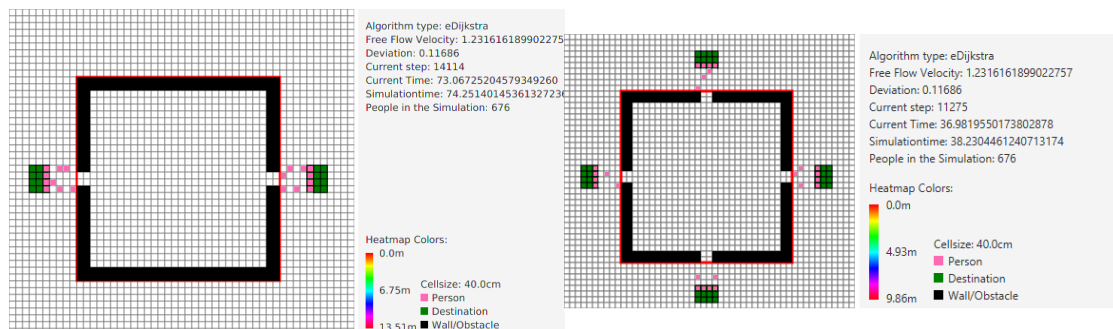 Algorithm type: eDijkstra
Free Flow Velocity: 1.231616189902275
Deviation: 0.11686
Current step: 14114
Current Time: 73.06725204579349260
Simulationtime: 74.2514014536132723
People in the Simulation: 676
Heatmap Colors:
0.0m
6.75m
13.51m
Cellsize: 40.0cm
Person
Destination
Wall/Obstacle
Algorithm type: eDijkstra
Free Flow Velocity: 1.2316161899022757
Deviation: 0.11686
Current step: 11275
Current Time: 36.9819550173802878
Simulationtime: 38.2304461240713174
People in the Simulation: 676
Heatmap Colors:
0.0m
4.93m
9.86m
Cellsize: 40.0cm
Person
Destination
Wall/Obstacle